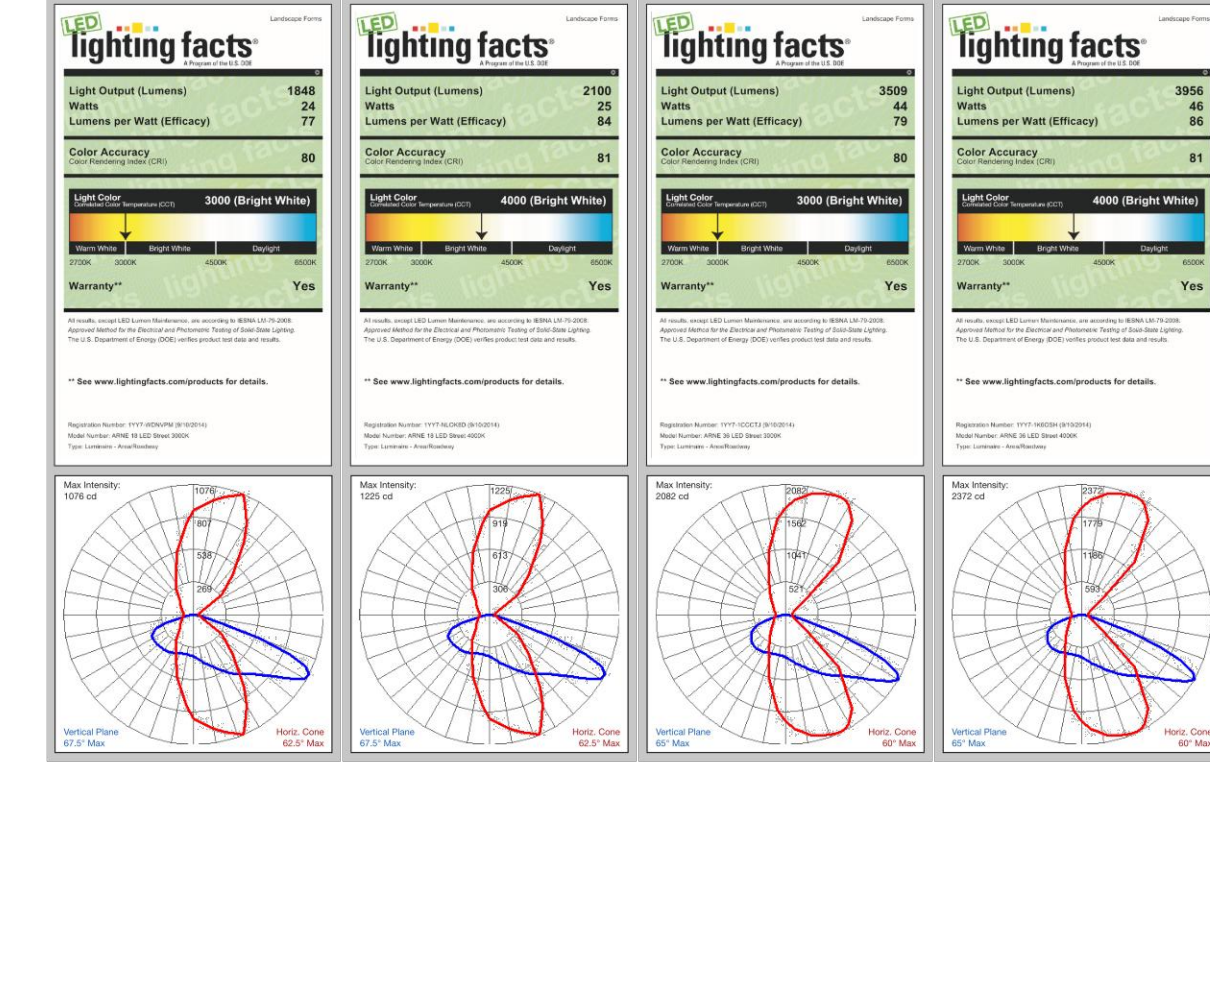 Landscape Forms
LED
lighting facts®
A Program of the U.S. DOE
Light Output (Lumens) 1848
Watts 24
Lumens per Watt (Efficacy) 77
Color Accuracy
Color Rendering Index (CRI) 80
Light Color
Correlated Color Temperature (CCT) 3000 (Bright White)
Warm White Bright White Daylight
2700K 3000K 4500K 6500K
Warranty** Yes
All results, except LED Lumen Maintenance, are according to IESNA LM-79-2008:
Approved Method for the Electrical and Photometric Testing of Solid-State Lighting.
The U.S. Department of Energy (DOE) verifies product test data and results.
** See www.lightingfacts.com/products for details.
Registration Number: 1YYT-WDNVPM (9/10/2014)
Model Number: ARNE 18 LED Street 3000K
Type: Luminaire - Area/Roadway
Max Intensity:
1076 cd
1076
807
538
269
Vertical Plane Horiz. Cone
67.5° Max 62.5° Max
Landscape Forms
LED
lighting facts®
A Program of the U.S. DOE
Light Output (Lumens) 2100
Watts 25
Lumens per Watt (Efficacy) 84
Color Accuracy
Color Rendering Index (CRI) 81
Light Color
Correlated Color Temperature (CCT) 4000 (Bright White)
Warm White Bright White Daylight
2700K 3000K 4500K 6500K
Warranty** Yes
All results, except LED Lumen Maintenance, are according to IESNA LM-79-2008:
Approved Method for the Electrical and Photometric Testing of Solid-State Lighting.
The U.S. Department of Energy (DOE) verifies product test data and results.
** See www.lightingfacts.com/products for details.
Registration Number: (9/10/2014)
Model Number: ARNE 18 LED Street 4000K
Type: Luminaire - Area/Roadway
Max Intensity:
1225 cd
1225
919
613
306
Vertical Plane Horiz. Cone
67.5° Max 62.5° Max
Landscape Forms
LED
lighting facts®
A Program of the U.S. DOE
Light Output (Lumens) 3509
Watts 44
Lumens per Watt (Efficacy) 79
Color Accuracy
Color Rendering Index (CRI) 80
Light Color
Correlated Color Temperature (CCT) 3000 (Bright White)
Warm White Bright White Daylight
2700K 3000K 4500K 6500K
Warranty** Yes
All results, except LED Lumen Maintenance, are according to IESNA LM-79-2008:
Approved Method for the Electrical and Photometric Testing of Solid-State Lighting.
The U.S. Department of Energy (DOE) verifies product test data and results.
** See www.lightingfacts.com/products for details.
Registration Number: (9/10/2014)
Model Number: ARNE 36 LED Street 3000K
Type: Luminaire - Area/Roadway
Max Intensity:
2082 cd
2082
1562
1041
521
Vertical Plane Horiz. Cone
65° Max 60° Max
Landscape Forms
LED
lighting facts®
A Program of the U.S. DOE
Light Output (Lumens) 3956
Watts 46
Lumens per Watt (Efficacy) 86
Color Accuracy
Color Rendering Index (CRI) 81
Light Color
Correlated Color Temperature (CCT) 4000 (Bright White)
Warm White Bright White Daylight
2700K 3000K 4500K 6500K
Warranty** Yes
All results, except LED Lumen Maintenance, are according to IESNA LM-79-2008:
Approved Method for the Electrical and Photometric Testing of Solid-State Lighting.
The U.S. Department of Energy (DOE) verifies product test data and results.
** See www.lightingfacts.com/products for details.
Registration Number: (9/10/2014)
Model Number: ARNE 36 LED Street 4000K
Type: Luminaire - Area/Roadway
Max Intensity:
2372 cd
2372
1779
1186
593
Vertical Plane Horiz. Cone
65° Max 60° Max